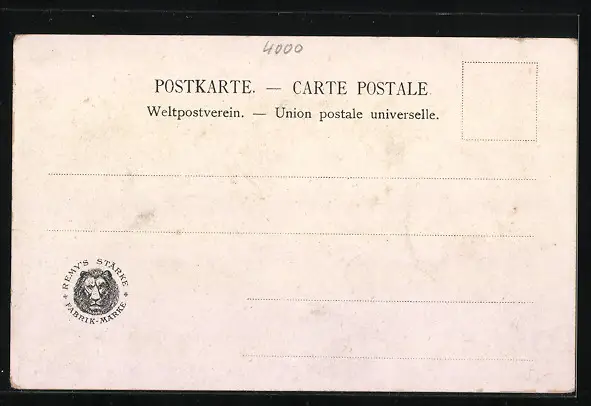 4000
POSTKARTE. — CARTE POSTALE
Weltpostverein. — Union postale universelle.
* REMY'S STÄRKE *
FABRIK-MARKE